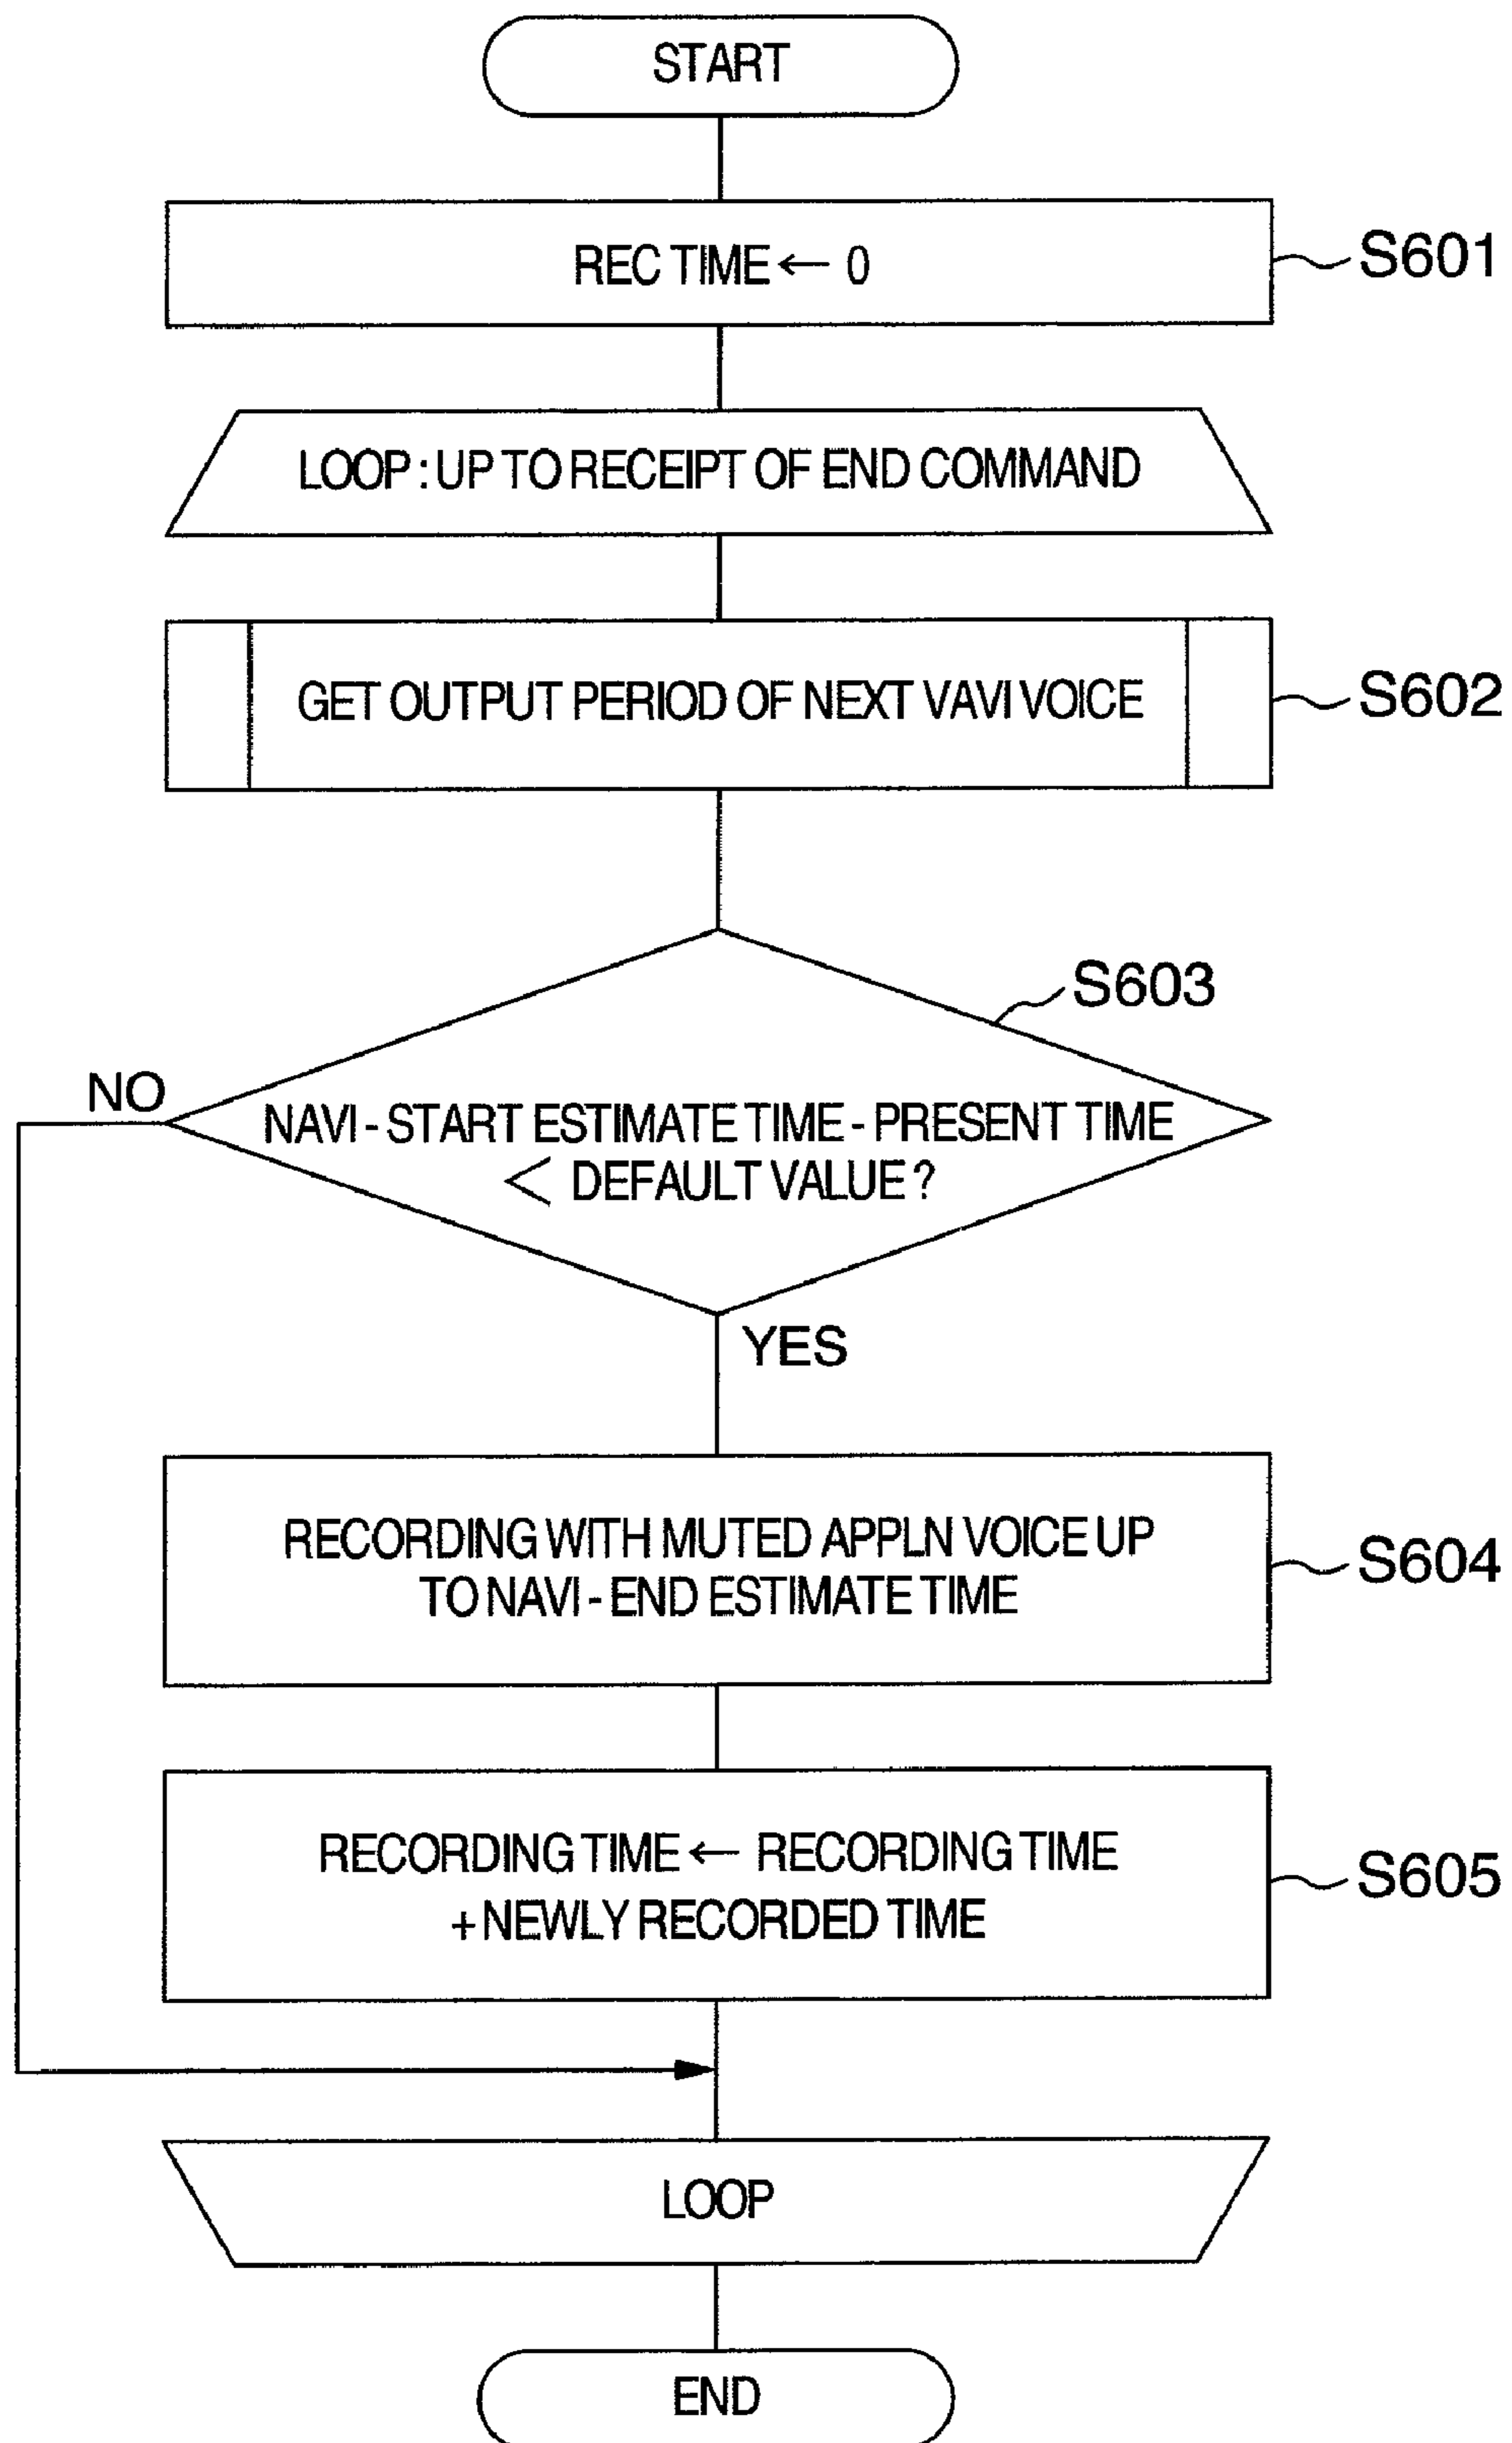 START
REC TIME ← 0
S601
LOOP : UP TO RECEIPT OF END COMMAND
GET OUTPUT PERIOD OF NEXT VAVI VOICE
S602
S603
NO
NAVI - START ESTIMATE TIME - PRESENT TIME
< DEFAULT VALUE ?
YES
RECORDING WITH MUTED APPLN VOICE UP
TO NAVI - END ESTIMATE TIME
S604
RECORDING TIME ← RECORDING TIME
+ NEWLY RECORDED TIME
S605
LOOP
END